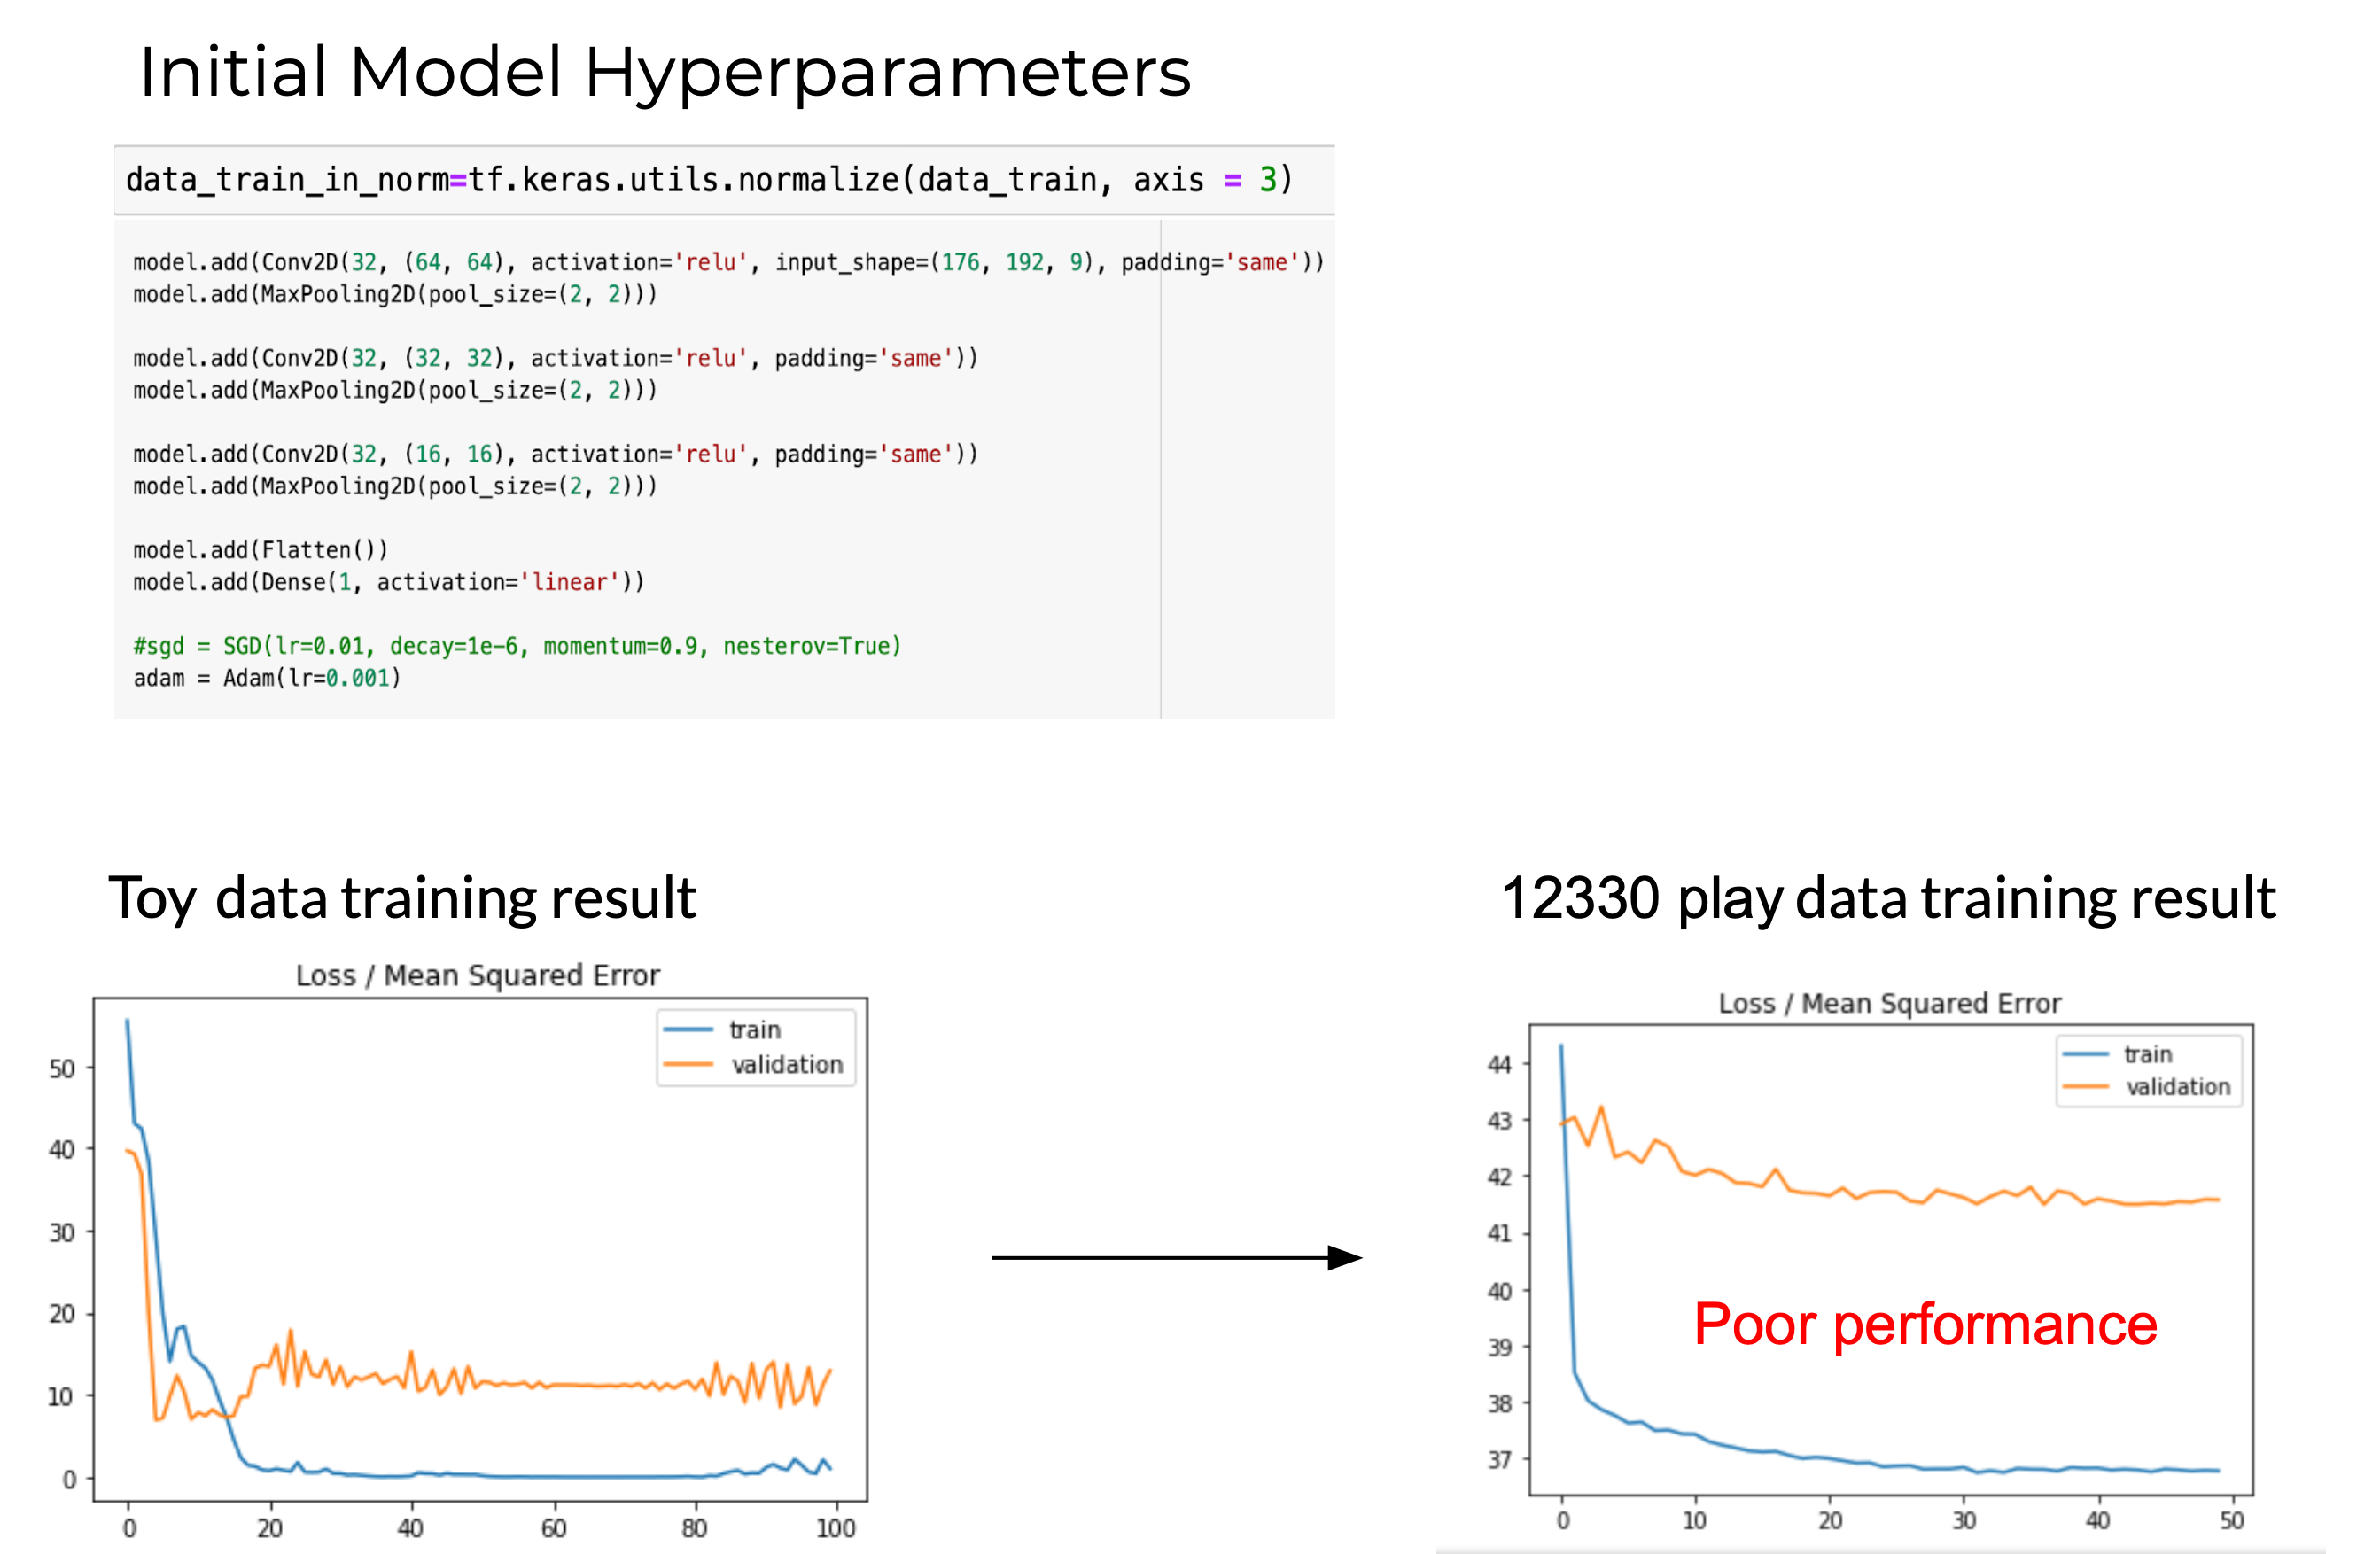 Initial Model Hyperparameters
data_train_in_norm=tf.keras.utils.normalize(data_train, axis = 3)
model.add(Conv2D(32, (64, 64), activation='relu', input_shape=(176, 192, 9), padding='same'))
model.add(MaxPooling2D(pool_size=(2, 2)))
model.add(Conv2D(32, (32, 32), activation='relu', padding='same'))
model.add(MaxPooling2D(pool_size=(2, 2)))
model.add(Conv2D(32, (16, 16), activation='relu', padding='same'))
model.add(MaxPooling2D(pool_size=(2, 2)))
model.add(Flatten())
model.add(Dense(1, activation='linear'))
#sgd = SGD(lr=0.01, decay=1e-6, momentum=0.9, nesterov=True)
adam = Adam(lr=0.001)
Toy data training result
Loss / Mean Squared Error
train
validation
50
40
30
20
10
0
0 20 40 60 80 100
12330 play data training result
Loss / Mean Squared Error
train
validation
44
43
42
41
40
39
38
37
Poor performance
0 10 20 30 40 50